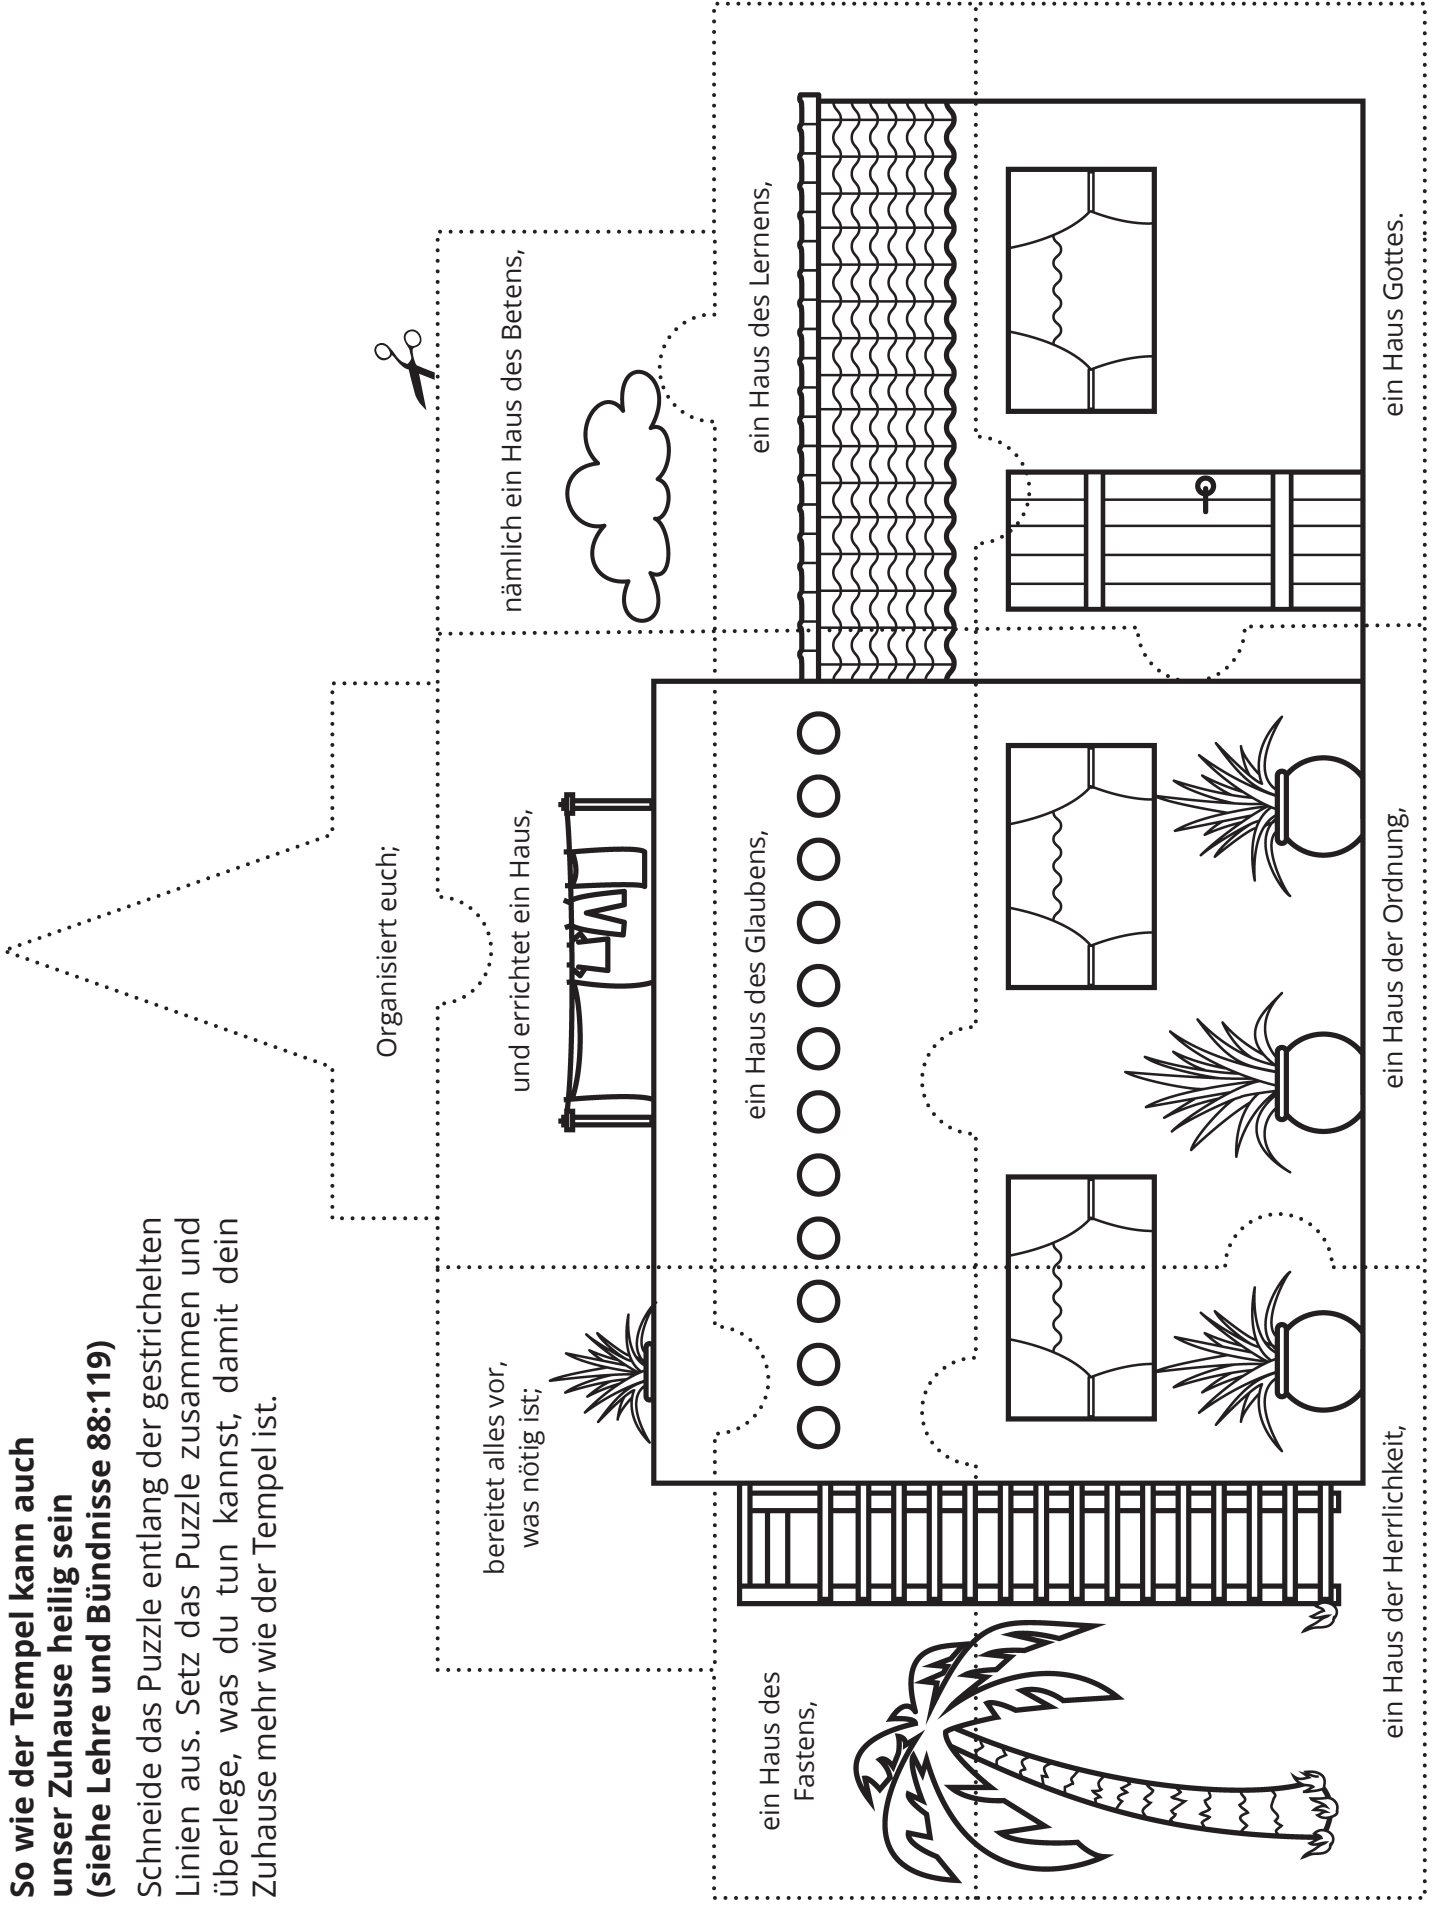 So wie der Tempel kann auch
unser Zuhause heilig sein
(siehe Lehre und Bündnisse 88:119)
Schneide das Puzzle entlang der gestrichelten
Linien aus. Setz das Puzzle zusammen und
überlege, was du tun kannst, damit dein
Zuhause mehr wie der Tempel ist.
Organisiert euch;
bereitet alles vor,
was nötig ist;
und errichtet ein Haus,
nämlich ein Haus des Betens,
ein Haus des
Fastens,
ein Haus des Glaubens,
ein Haus des Lernens,
ein Haus der Herrlichkeit,
ein Haus der Ordnung,
ein Haus Gottes.